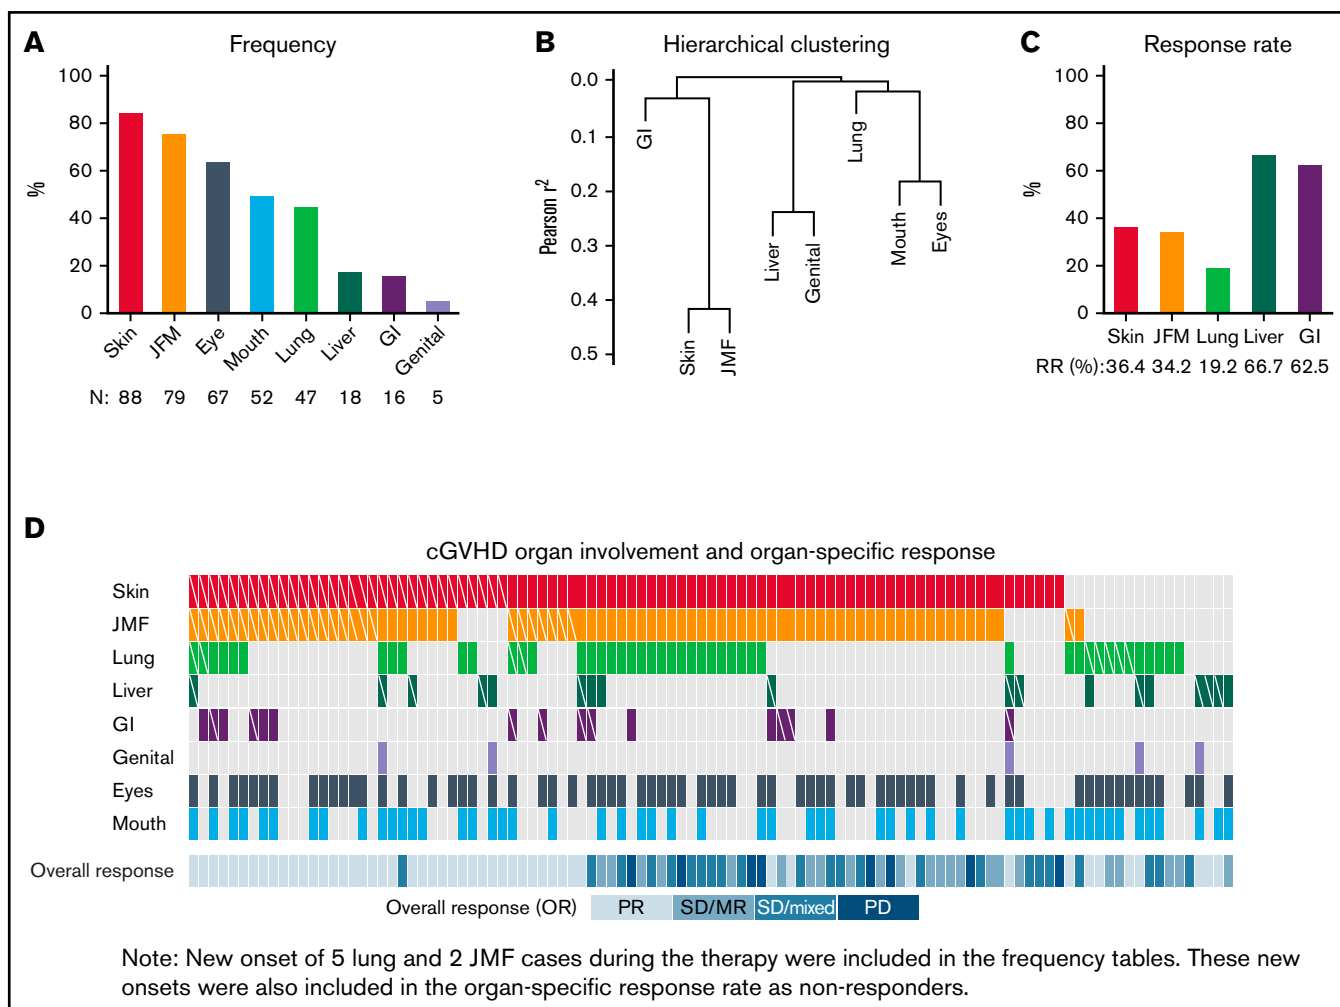 A Frequency
100
80
60
40
20
0
%
Skin JFM Eye Mouth Lung Liver GI Genital
N: 88 79 67 52 47 18 16 5
B Hierarchical clustering
0.0
0.1
0.2
0.3
0.4
0.5
Pearson r2
GI
Skin
JMF
Liver
Genital
Lung
Mouth
Eyes
C Response rate
100
80
60
40
20
0
%
Skin JFM Lung Liver GI
RR (%):36.4 34.2 19.2 66.7 62.5
D
cGVHD organ involvement and organ-specific response
Skin
JMF
Lung
Liver
GI
Genital
Eyes
Mouth
Overall response
Overall response (OR) PR SD/MR SD/mixed PD
Note: New onset of 5 lung and 2 JMF cases during the therapy were included in the frequency tables. These new
onsets were also included in the organ-specific response rate as non-responders.